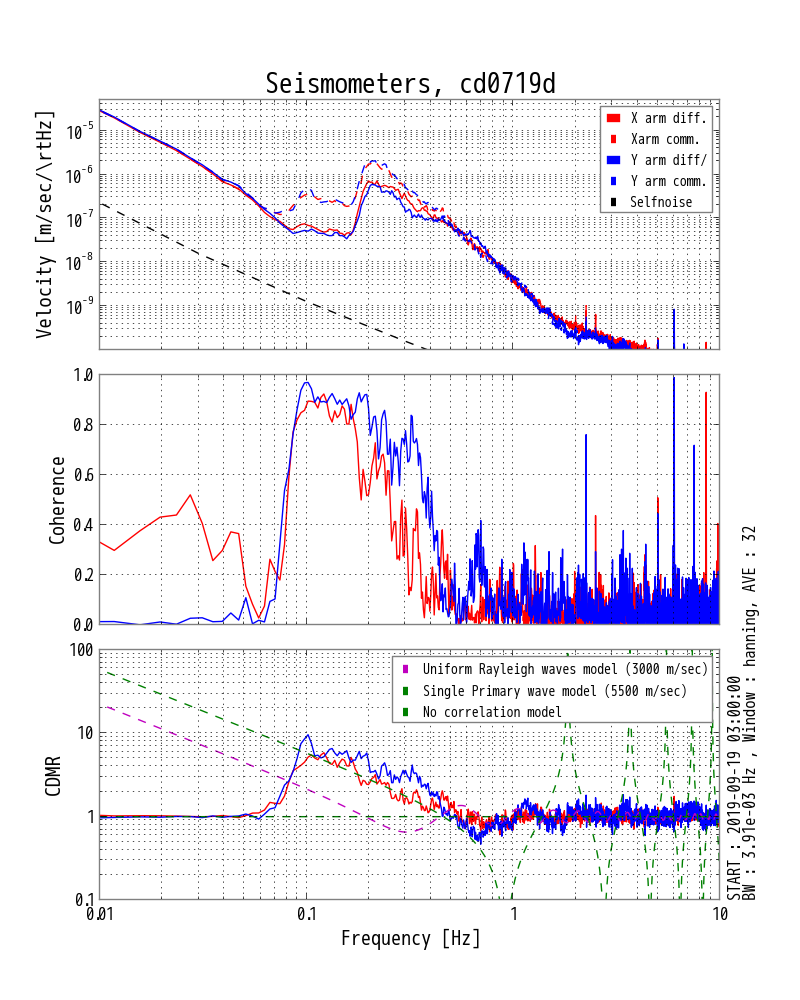 Seismometers, cd0719d
Velocity [m/sec/\rtHz]
10^-5
10^-6
10^-7
10^-8
10^-9
X arm diff.
Xarm comm.
Y arm diff/
Y arm comm.
Selfnoise
Coherence
1.0
0.8
0.6
0.4
0.2
0.0
CDMR
100
10
1
0.1
Uniform Rayleigh waves model (3000 m/sec)
Single Primary wave model (5500 m/sec)
No correlation model
0.01
0.1
1
10
Frequency [Hz]
START : 2019-09-19 03:00:00
BW : 3.91e-03 Hz , Window : hanning, AVE : 32